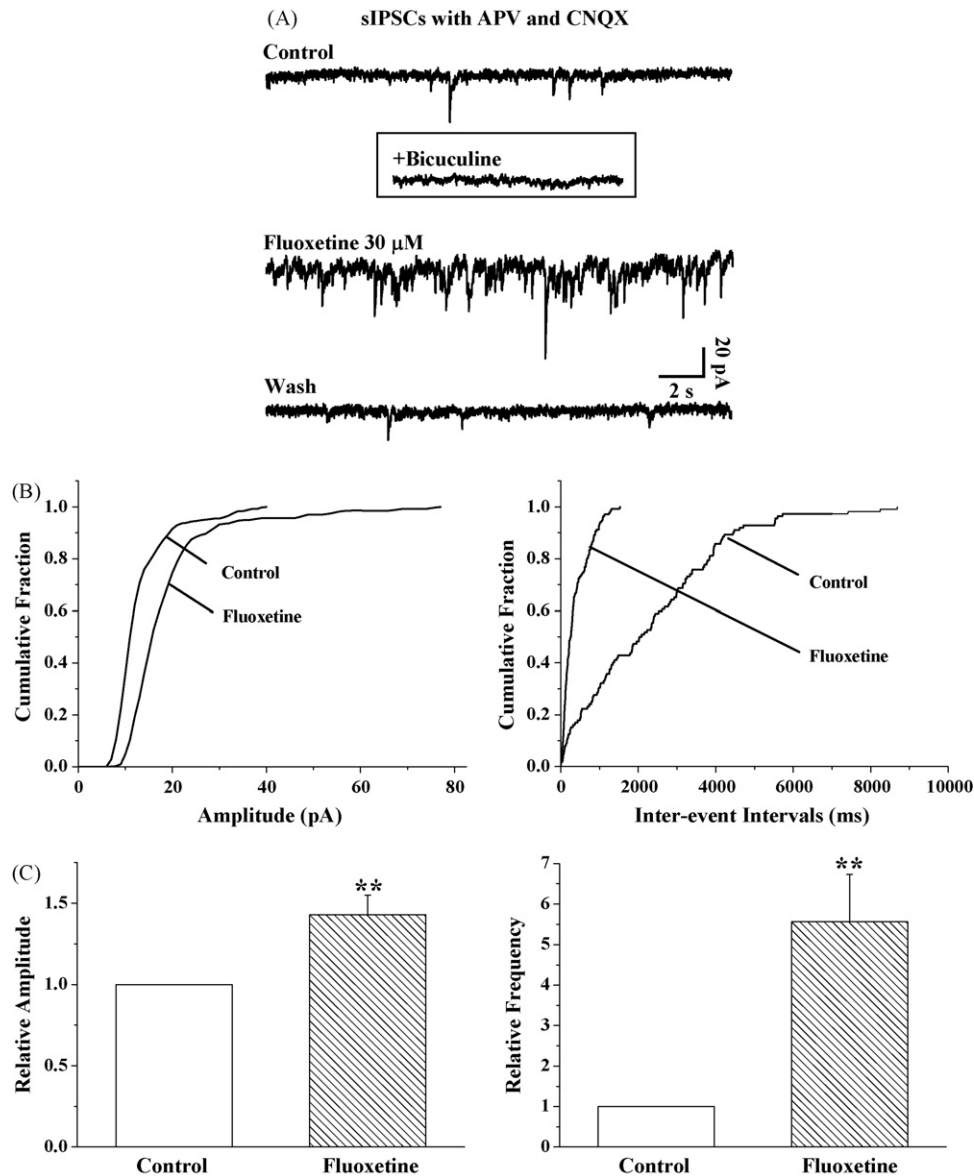 (A) sIPSCs with APV and CNQX
Control
+Bicuculine
Fluoxetine 30 μM
20 pA
2 s
Wash
(B)
Cumulative Fraction
1.0
0.8
0.6
0.4
0.2
0.0
Control
Fluoxetine
0 20 40 60 80
Amplitude (pA)
Cumulative Fraction
1.0
0.8
0.6
0.4
0.2
0.0
Control
Fluoxetine
0 2000 4000 6000 8000 10000
Inter-event Intervals (ms)
(C)
Relative Amplitude
1.5
1.0
0.5
0.0
**
Control Fluoxetine
Relative Frequency
7
6
5
4
3
2
1
0
**
Control Fluoxetine